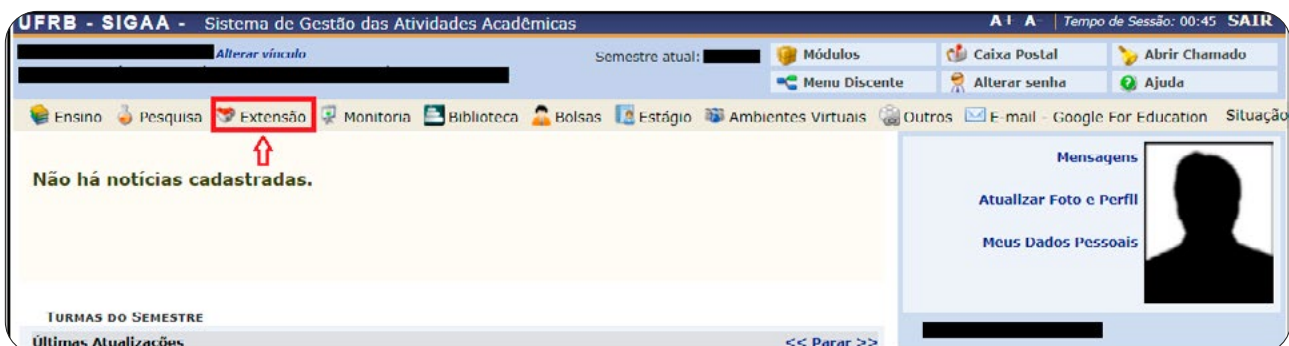 UFRB - SIGAA - Sistema de Gestão das Atividades Acadêmicas A+ A- | Tempo de Sessão: 00:45 SAIR
Alterar vínculo Semestre atual: Módulos Caixa Postal Abrir Chamado
Menu Discente Alterar senha Ajuda
Ensino Pesquisa Extensão Monitoria Biblioteca Bolsas Estágio Ambientes Virtuais Outros E-mail - Google For Education Situação
Não há notícias cadastradas.
Mensagens
Atualizar Foto e Perfil
Meus Dados Pessoais
TURMAS DO SEMESTRE
Últimas Atualizações << Parar >>